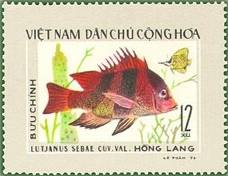 VIỆT NAM DÂN CHỦ CỘNG HÒA
BƯU CHÍNH
12
XU
LUTJANUS SEBAE CUV. VAL. HỒNG LANG